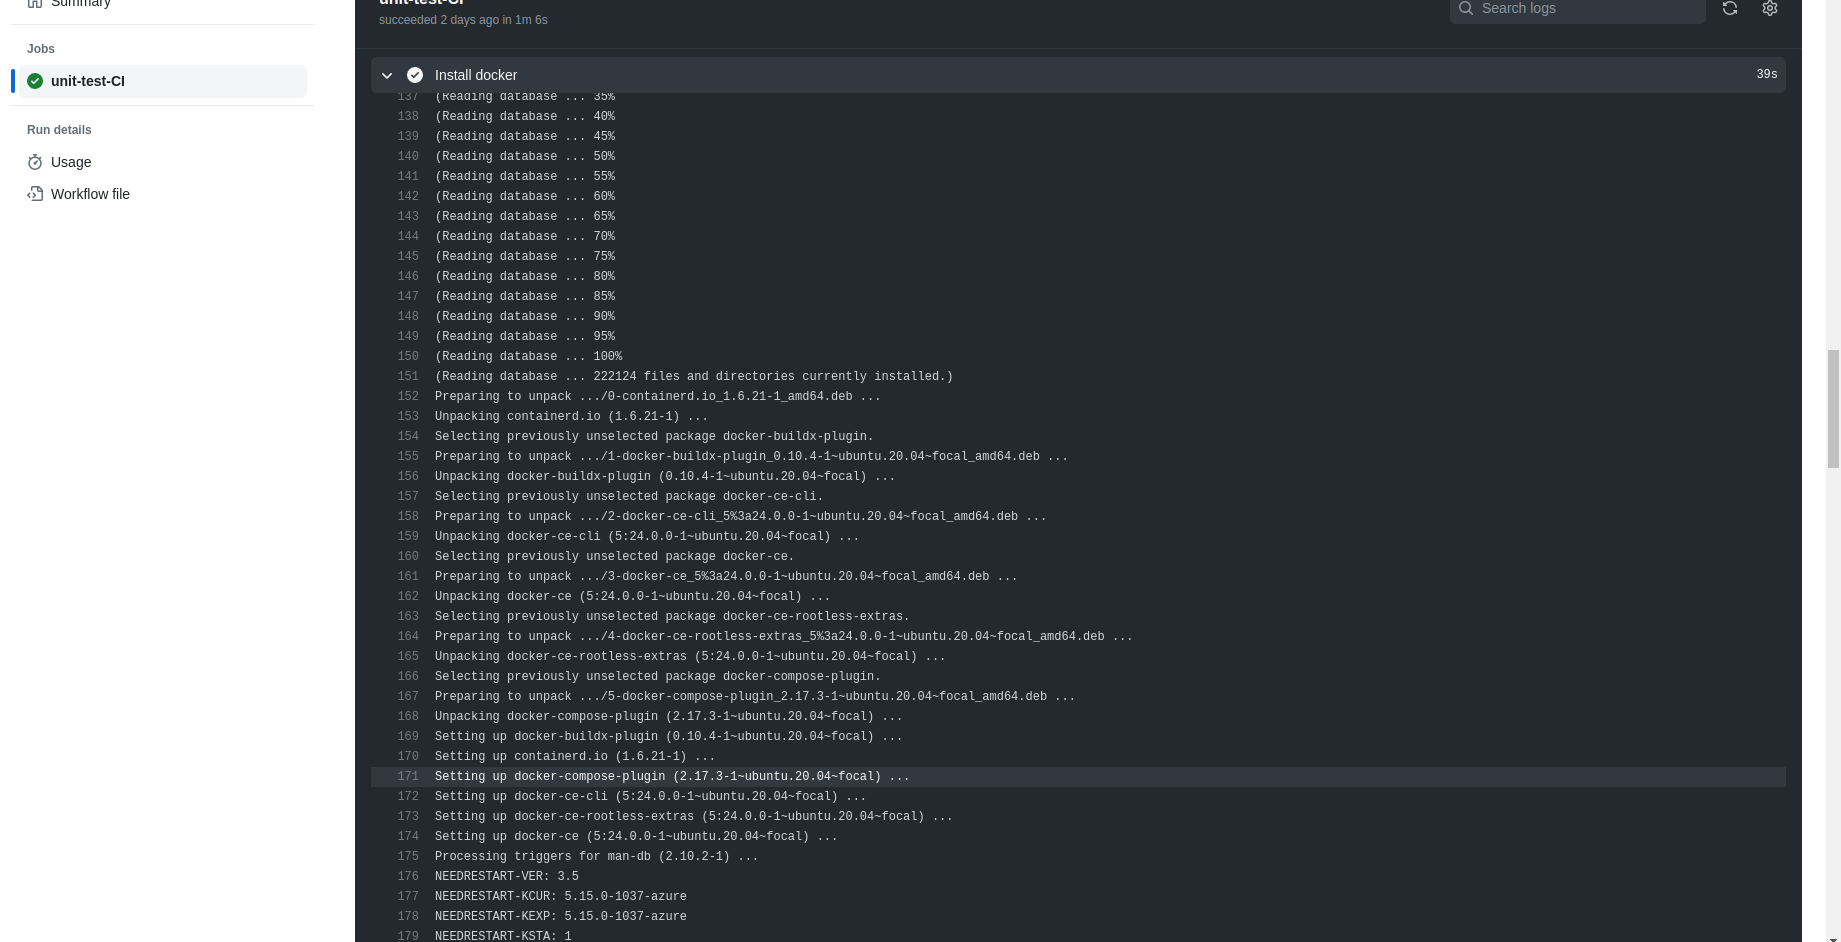 Summary
Jobs
unit-test-CI
Run details
Usage
Workflow file
unit-test-CI
succeeded 2 days ago in 1m 6s
Search logs
Install docker
39s
137 (Reading database ... 35%
138 (Reading database ... 40%
139 (Reading database ... 45%
140 (Reading database ... 50%
141 (Reading database ... 55%
142 (Reading database ... 60%
143 (Reading database ... 65%
144 (Reading database ... 70%
145 (Reading database ... 75%
146 (Reading database ... 80%
147 (Reading database ... 85%
148 (Reading database ... 90%
149 (Reading database ... 95%
150 (Reading database ... 100%
151 (Reading database ... 222124 files and directories currently installed.)
152 Preparing to unpack .../0-containerd.io_1.6.21-1_amd64.deb ...
153 Unpacking containerd.io (1.6.21-1) ...
154 Selecting previously unselected package docker-buildx-plugin.
155 Preparing to unpack .../1-docker-buildx-plugin_0.10.4-1~ubuntu.20.04~focal_amd64.deb ...
156 Unpacking docker-buildx-plugin (0.10.4-1~ubuntu.20.04~focal) ...
157 Selecting previously unselected package docker-ce-cli.
158 Preparing to unpack .../2-docker-ce-cli_5%3a24.0.0-1~ubuntu.20.04~focal_amd64.deb ...
159 Unpacking docker-ce-cli (5:24.0.0-1~ubuntu.20.04~focal) ...
160 Selecting previously unselected package docker-ce.
161 Preparing to unpack .../3-docker-ce_5%3a24.0.0-1~ubuntu.20.04~focal_amd64.deb ...
162 Unpacking docker-ce (5:24.0.0-1~ubuntu.20.04~focal) ...
163 Selecting previously unselected package docker-ce-rootless-extras.
164 Preparing to unpack .../4-docker-ce-rootless-extras_5%3a24.0.0-1~ubuntu.20.04~focal_amd64.deb ...
165 Unpacking docker-ce-rootless-extras (5:24.0.0-1~ubuntu.20.04~focal) ...
166 Selecting previously unselected package docker-compose-plugin.
167 Preparing to unpack .../5-docker-compose-plugin_2.17.3-1~ubuntu.20.04~focal_amd64.deb ...
168 Unpacking docker-compose-plugin (2.17.3-1~ubuntu.20.04~focal) ...
169 Setting up docker-buildx-plugin (0.10.4-1~ubuntu.20.04~focal) ...
170 Setting up containerd.io (1.6.21-1) ...
171 Setting up docker-compose-plugin (2.17.3-1~ubuntu.20.04~focal) ...
172 Setting up docker-ce-cli (5:24.0.0-1~ubuntu.20.04~focal) ...
173 Setting up docker-ce-rootless-extras (5:24.0.0-1~ubuntu.20.04~focal) ...
174 Setting up docker-ce (5:24.0.0-1~ubuntu.20.04~focal) ...
175 Processing triggers for man-db (2.10.2-1) ...
176 NEEDRESTART-VER: 3.5
177 NEEDRESTART-KCUR: 5.15.0-1037-azure
178 NEEDRESTART-KEXP: 5.15.0-1037-azure
179 NEEDRESTART-KSTA: 1